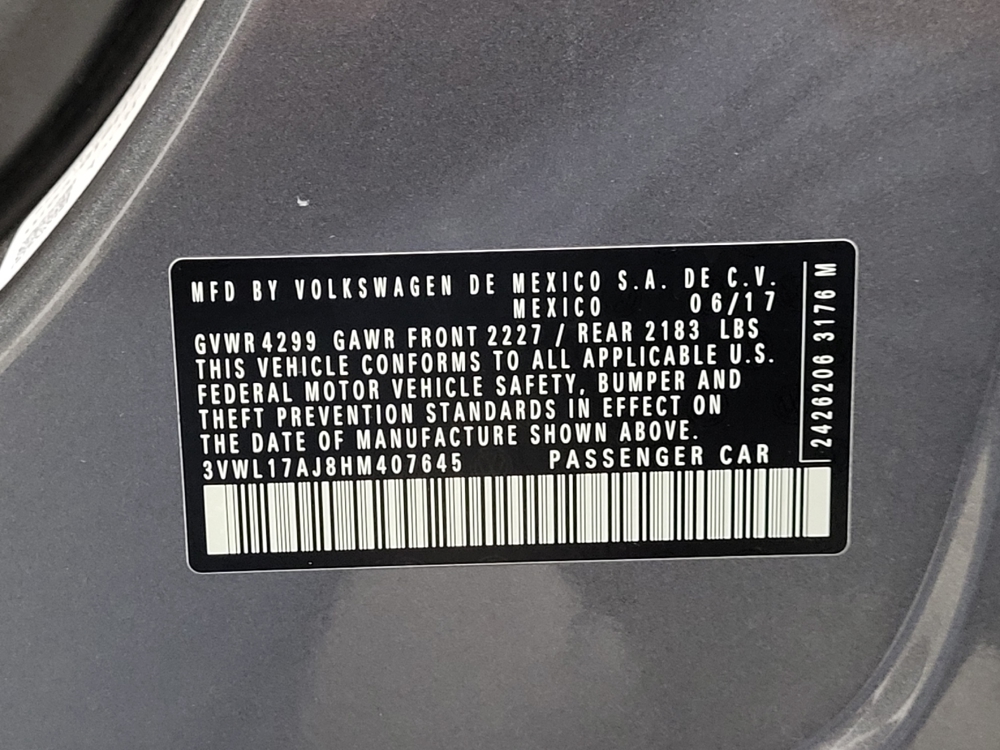 MFD BY VOLKSWAGEN DE MEXICO S.A. DE C.V.
MEXICO 06/17
GVWR 4299 GAWR FRONT 2227 / REAR 2183 LBS
THIS VEHICLE CONFORMS TO ALL APPLICABLE U.S.
FEDERAL MOTOR VEHICLE SAFETY, BUMPER AND
THEFT PREVENTION STANDARDS IN EFFECT ON
THE DATE OF MANUFACTURE SHOWN ABOVE.
3VWL17AJ8HM407645 PASSENGER CAR
2426206 3176 M